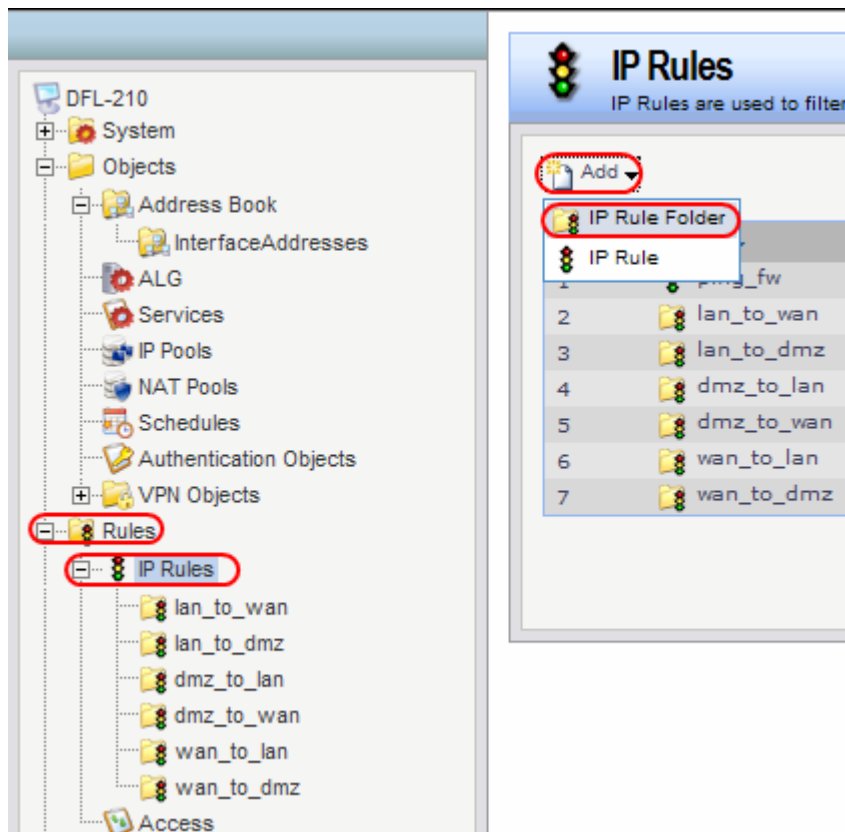 DFL-210
System
Objects
Address Book
InterfaceAddresses
ALG
Services
IP Pools
NAT Pools
Schedules
Authentication Objects
VPN Objects
Rules
IP Rules
lan_to_wan
lan_to_dmz
dmz_to_lan
dmz_to_wan
wan_to_lan
wan_to_dmz
Access
IP Rules
IP Rules are used to filter
Add
IP Rule Folder
IP Rule
1 ping_fw
2 lan_to_wan
3 lan_to_dmz
4 dmz_to_lan
5 dmz_to_wan
6 wan_to_lan
7 wan_to_dmz